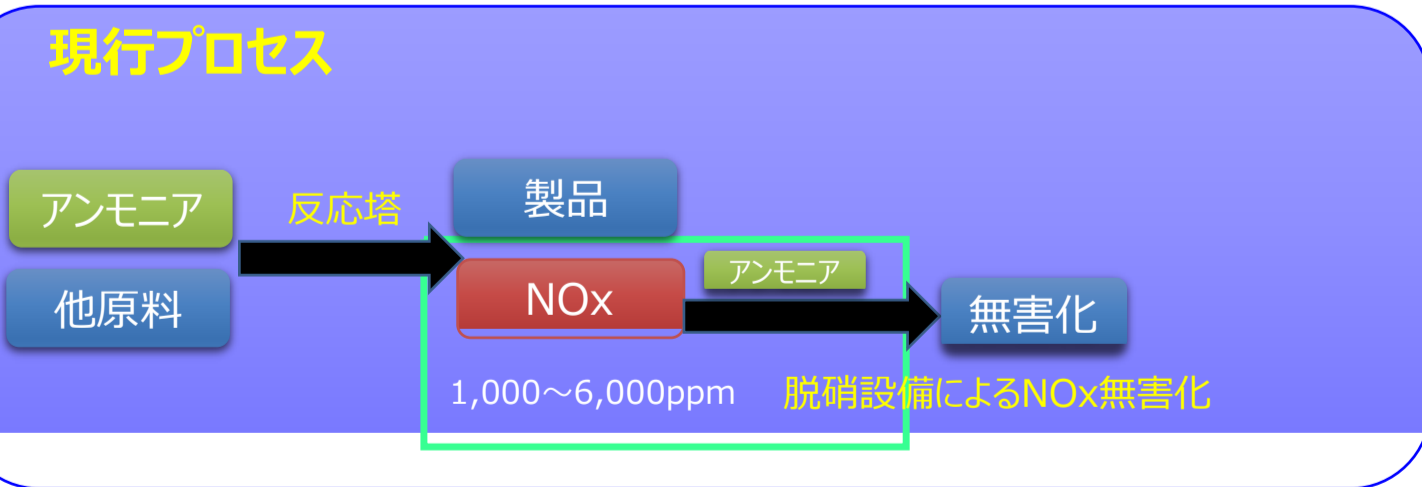 現行プロセス
アンモニア
反応塔
製品
他原料
NOx
アンモニア
無害化
1,000～6,000ppm
脱硝設備によるNOx無害化